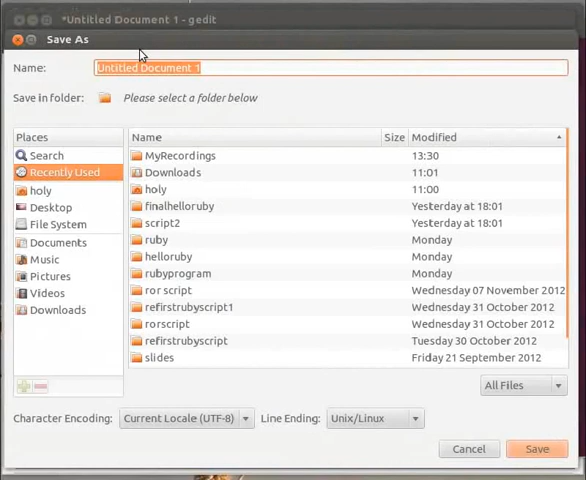 *Untitled Document 1 - gedit
Save As
Name: Untitled Document 1
Save in folder: Please select a folder below
Places Name Size Modified
Search MyRecordings 13:30
Recently Used Downloads 11:01
holy holy 11:00
Desktop finalhelloruby Yesterday at 18:01
File System script2 Yesterday at 18:01
Documents ruby Monday
Music helloruby Monday
Pictures rubyprogram Monday
Videos ror script Wednesday 07 November 2012
Downloads refirstrubyscript1 Wednesday 31 October 2012
rorscript Wednesday 31 October 2012
refirstrubyscript Tuesday 30 October 2012
slides Friday 21 September 2012
All Files
Character Encoding: Current Locale (UTF-8) Line Ending: Unix/Linux
Cancel Save